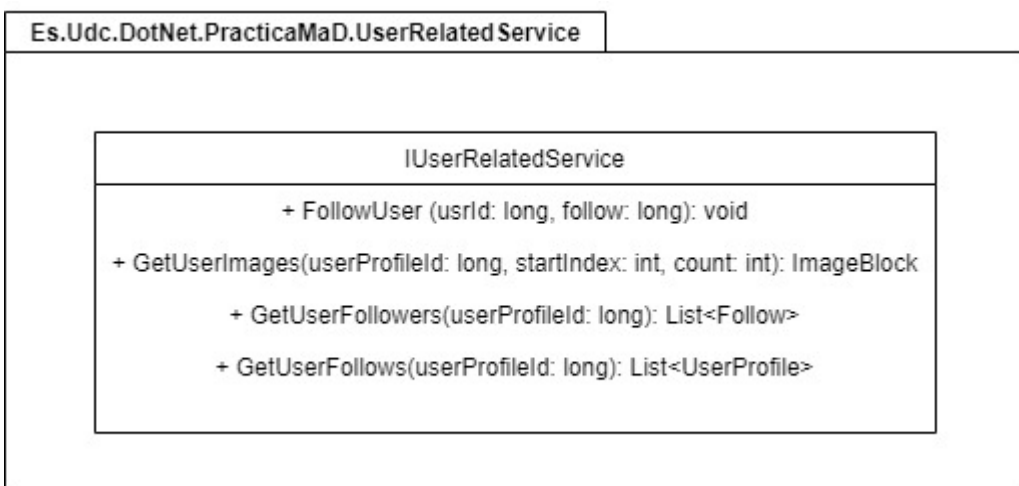 Es.Udc.DotNet.PracticaMaD.UserRelatedService
IUserRelatedService
+ FollowUser (usrId: long, follow: long): void
+ GetUserImages(userProfileId: long, startIndex: int, count: int): ImageBlock
+ GetUserFollowers(userProfileId: long): List<Follow>
+ GetUserFollows(userProfileId: long): List<UserProfile>